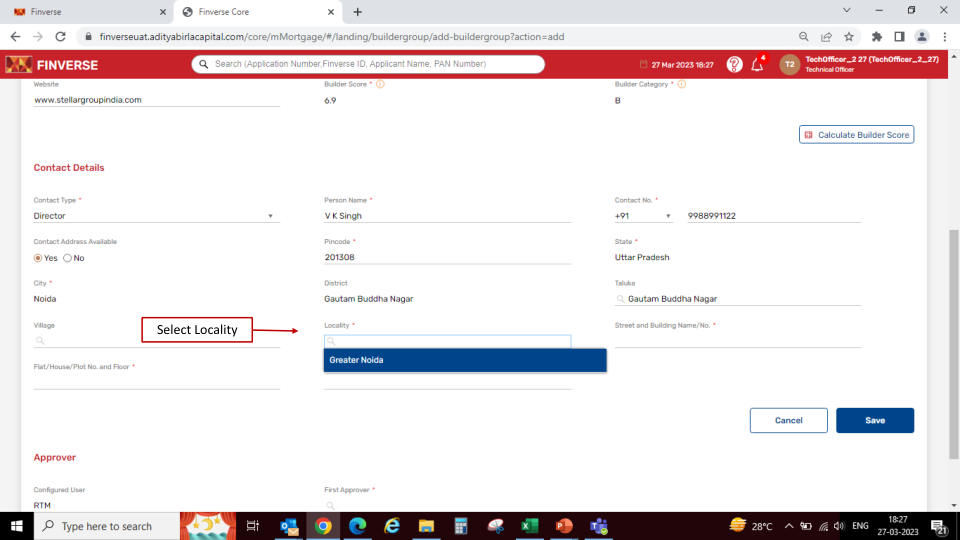 Finverse
Finverse Core
finverseuat.adityabirlacapital.com/core/mMortgage/#/landing/buildergroup/add-buildergroup?action=add
FINVERSE
Search (Application Number,Finverse ID, Applicant Name, PAN Number)
27 Mar 2023 18:27
4
T2
TechOfficer_2 27 (TechOfficer_2_27)
Technical Officer
Website
Builder Score *
Builder Category *
www.stellargroupindia.com
6.9
B
Calculate Builder Score
Contact Details
Contact Type *
Person Name *
Contact No. *
Director
V K Singh
+91
9988991122
Contact Address Available
Pincode *
State *
Yes
No
201308
Uttar Pradesh
City *
District
Taluka
Noida
Gautam Buddha Nagar
Gautam Buddha Nagar
Village
Select Locality
Locality *
Street and Building Name/No. *
Greater Noida
Flat/House/Plot No. and Floor *
Cancel
Save
Approver
Configured User
First Approver *
RTM
Type here to search
28°C
ENG
18:27
27-03-2023
21